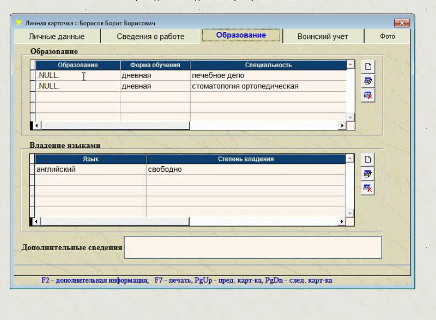 Личная карточка г. Борисов Борис Борисович
Личные данные Сведения о работе Образование Воинский учет Фото
Образование
Образование Форма обучения Специальность
.NULL. дневная лечебное дело
.NULL. дневная стоматология ортопедическая
Владение языками
Язык Степень владения
английский свободно
Дополнительные сведения
F2 - дополнительная информация, F7 - печать, PgUp - пред. карт-ка, PgDn - след. карт-ка